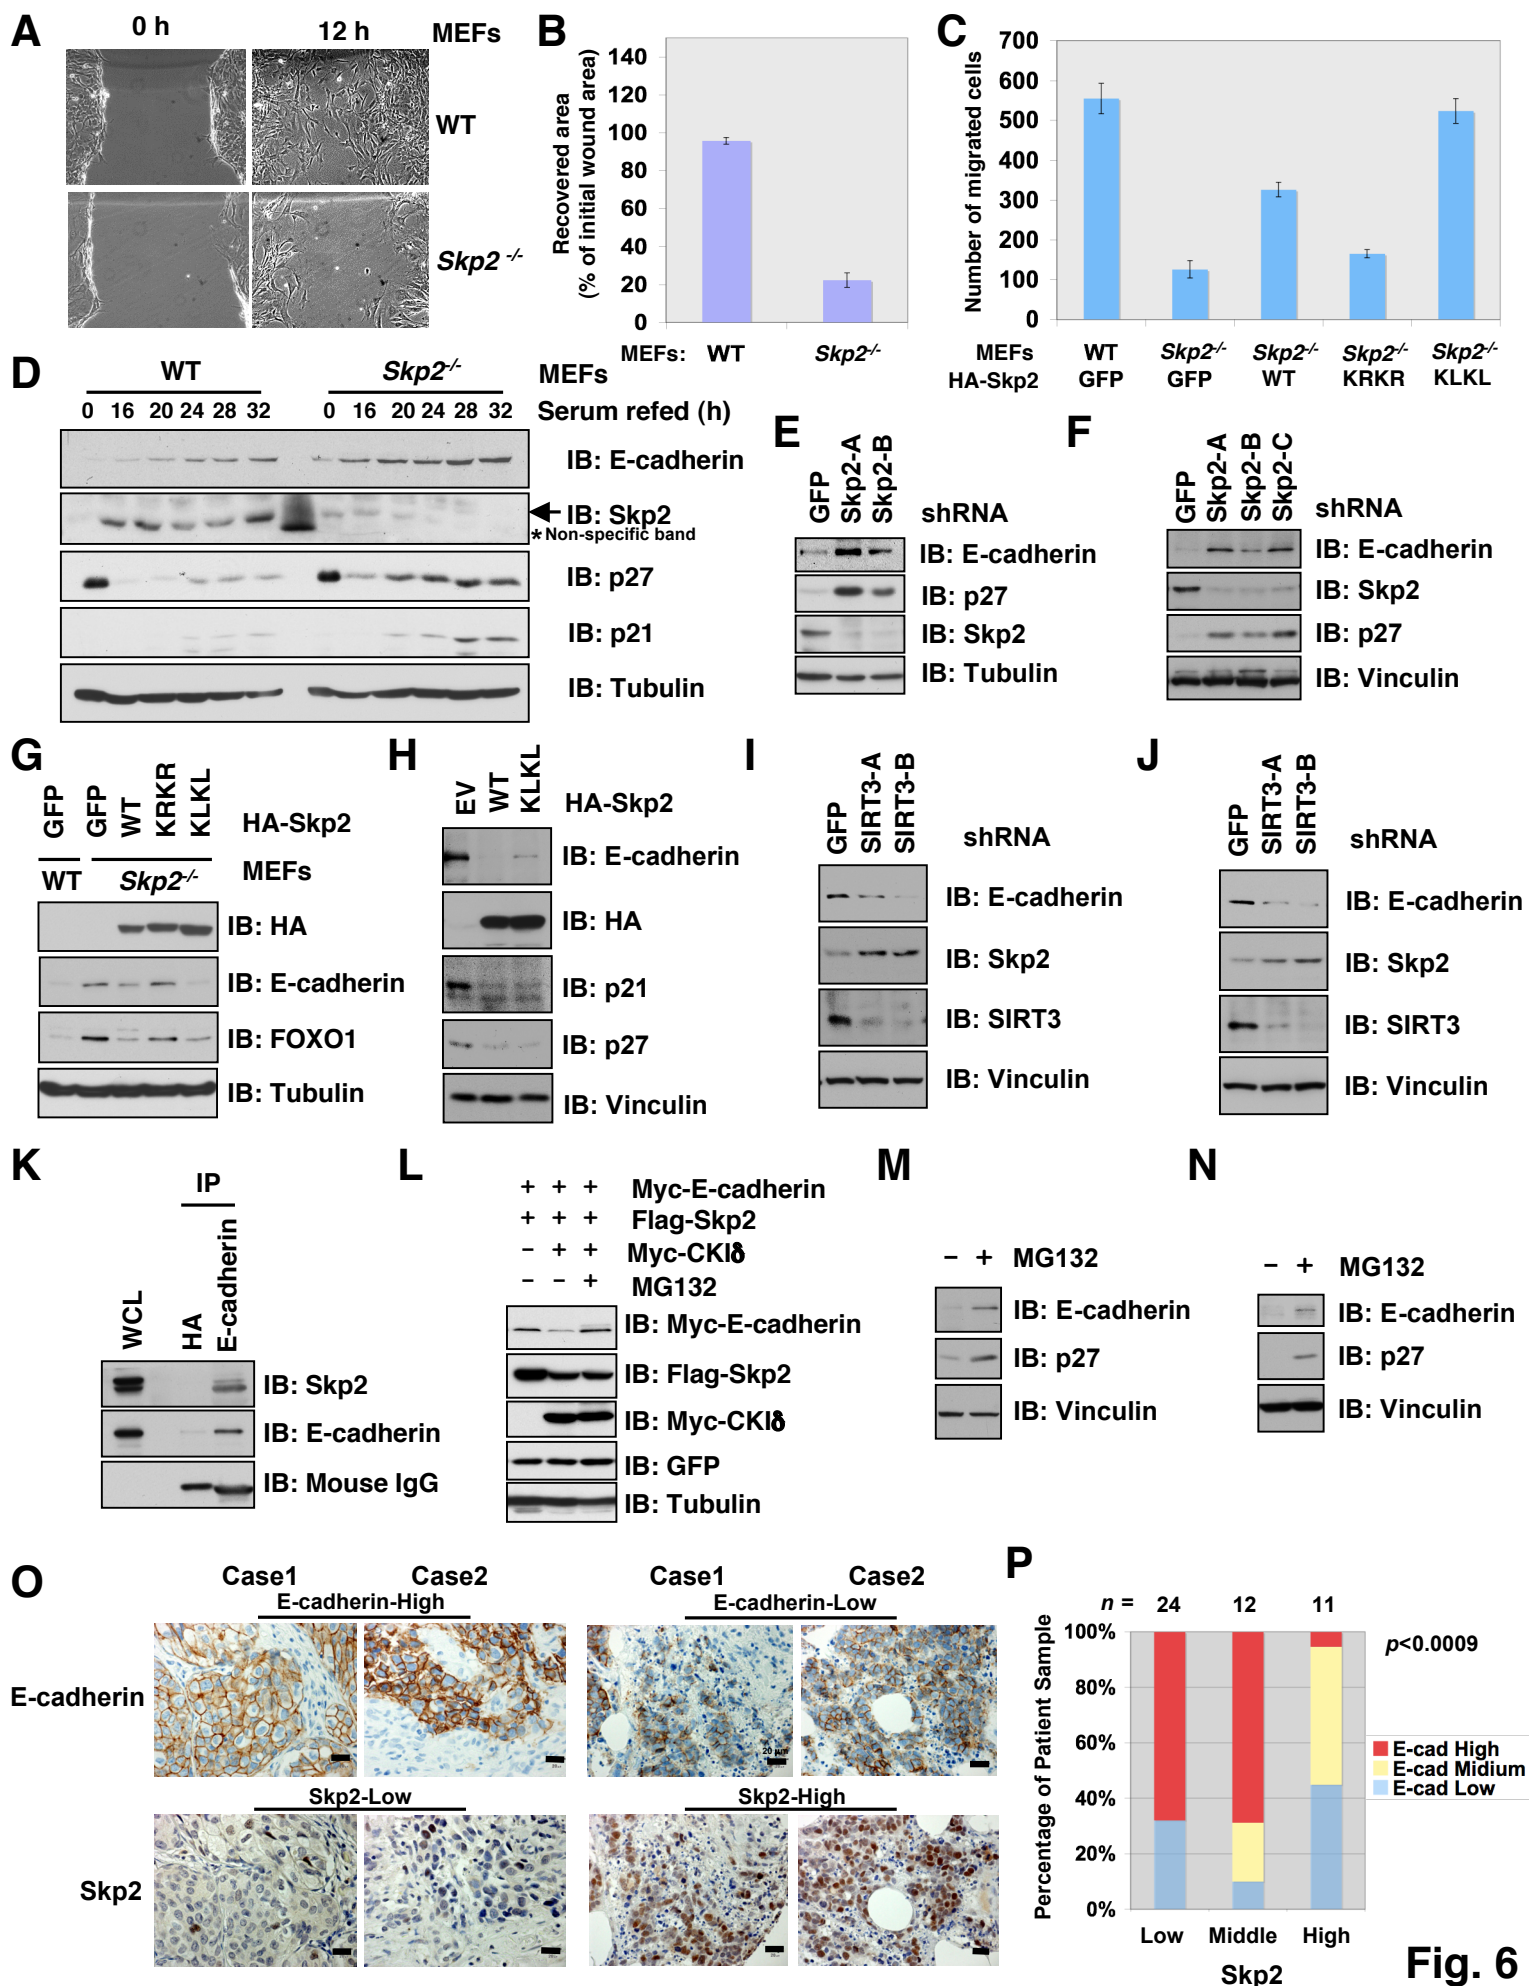 A
0 h
12 h
MEFs
WT
Skp2 -/-
B
Recovered area
(% of initial wound area)
140
120
100
80
60
40
20
0
MEFs: WT Skp2-/-
C
Number of migrated cells
700
600
500
400
300
200
100
0
MEFs WT Skp2-/- Skp2-/- Skp2-/- Skp2-/-
HA-Skp2 GFP GFP WT KRKR KLKL
D
WT Skp2-/- MEFs
0 16 20 24 28 32 0 16 20 24 28 32 Serum refed (h)
IB: E-cadherin
IB: Skp2
* Non-specific band
IB: p27
IB: p21
IB: Tubulin
E
GFP Skp2-A Skp2-B shRNA
IB: E-cadherin
IB: p27
IB: Skp2
IB: Tubulin
F
GFP Skp2-A Skp2-B Skp2-C shRNA
IB: E-cadherin
IB: Skp2
IB: p27
IB: Vinculin
G
GFP GFP WT KRKR KLKL HA-Skp2
WT Skp2-/- MEFs
IB: HA
IB: E-cadherin
IB: FOXO1
IB: Tubulin
H
EV WT KLKL HA-Skp2
IB: E-cadherin
IB: HA
IB: p21
IB: p27
IB: Vinculin
I
GFP SIRT3-A SIRT3-B shRNA
IB: E-cadherin
IB: Skp2
IB: SIRT3
IB: Vinculin
J
GFP SIRT3-A SIRT3-B shRNA
IB: E-cadherin
IB: Skp2
IB: SIRT3
IB: Vinculin
K
IP
WCL HA E-cadherin
IB: Skp2
IB: E-cadherin
IB: Mouse IgG
L
+ + + Myc-E-cadherin
+ + + Flag-Skp2
− + + Myc-CKIδ
− − + MG132
IB: Myc-E-cadherin
IB: Flag-Skp2
IB: Myc-CKIδ
IB: GFP
IB: Tubulin
M
− + MG132
IB: E-cadherin
IB: p27
IB: Vinculin
N
− + MG132
IB: E-cadherin
IB: p27
IB: Vinculin
O
Case1 Case2 Case1 Case2
E-cadherin-High E-cadherin-Low
E-cadherin
20 µm
Skp2-Low Skp2-High
Skp2
P
n = 24 12 11
p<0.0009
Percentage of Patient Sample
100%
80%
60%
40%
20%
0%
E-cad High
E-cad Midium
E-cad Low
Low Middle High
Skp2
Fig. 6